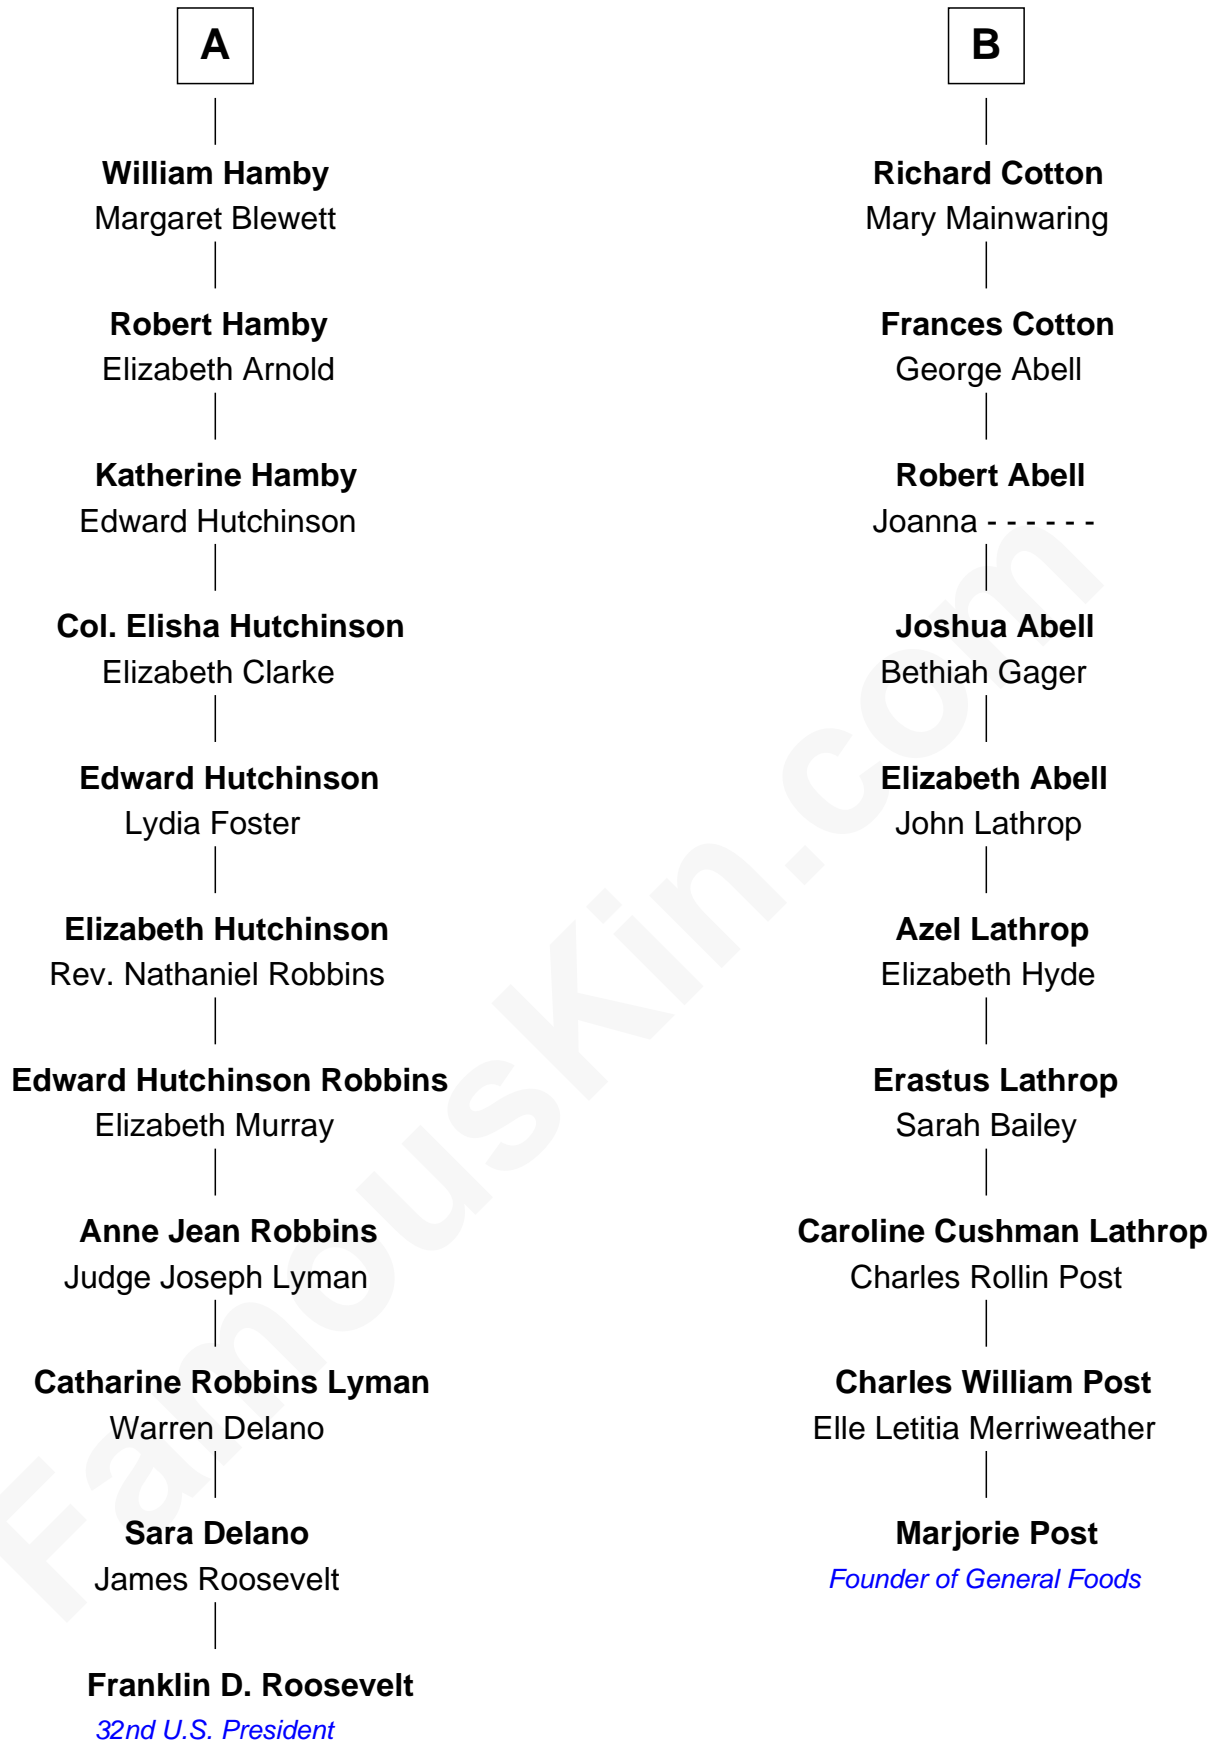 A
William Hamby
Margaret Blewett
Robert Hamby
Elizabeth Arnold
Katherine Hamby
Edward Hutchinson
Col. Elisha Hutchinson
Elizabeth Clarke
Edward Hutchinson
Lydia Foster
Elizabeth Hutchinson
Rev. Nathaniel Robbins
Edward Hutchinson Robbins
Elizabeth Murray
Anne Jean Robbins
Judge Joseph Lyman
Catharine Robbins Lyman
Warren Delano
Sara Delano
James Roosevelt
Franklin D. Roosevelt
32nd U.S. President
B
Richard Cotton
Mary Mainwaring
Frances Cotton
George Abell
Robert Abell
Joanna - - - - - -
Joshua Abell
Bethiah Gager
Elizabeth Abell
John Lathrop
Azel Lathrop
Elizabeth Hyde
Erastus Lathrop
Sarah Bailey
Caroline Cushman Lathrop
Charles Rollin Post
Charles William Post
Elle Letitia Merriweather
Marjorie Post
Founder of General Foods
FamousKin.com